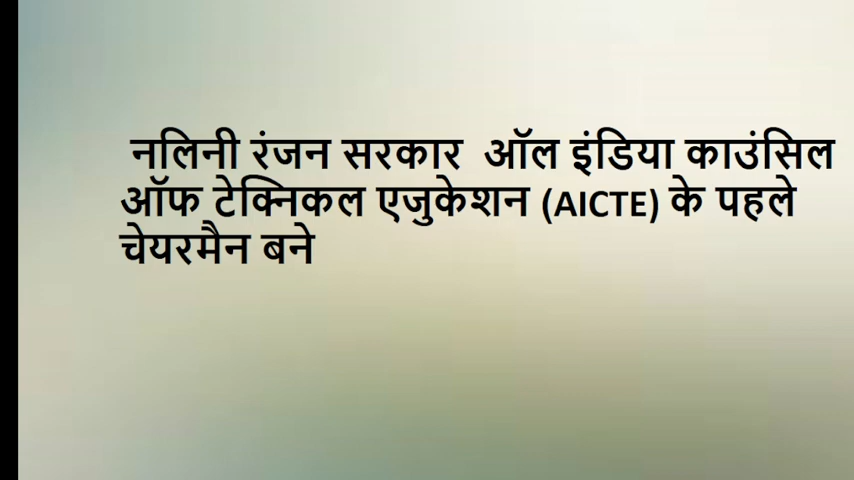 नलिनी रंजन सरकार ऑल इंडिया काउंसिल
ऑफ टेक्निकल एजुकेशन (AICTE) के पहले
चेयरमैन बने